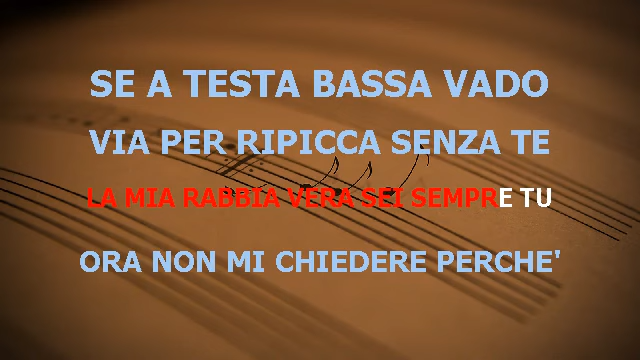 SE A TESTA BASSA VADO
VIA PER RIPICCA SENZA TE
LA MIA RABBIA VERA SEI SEMPRE TU
ORA NON MI CHIEDERE PERCHE'